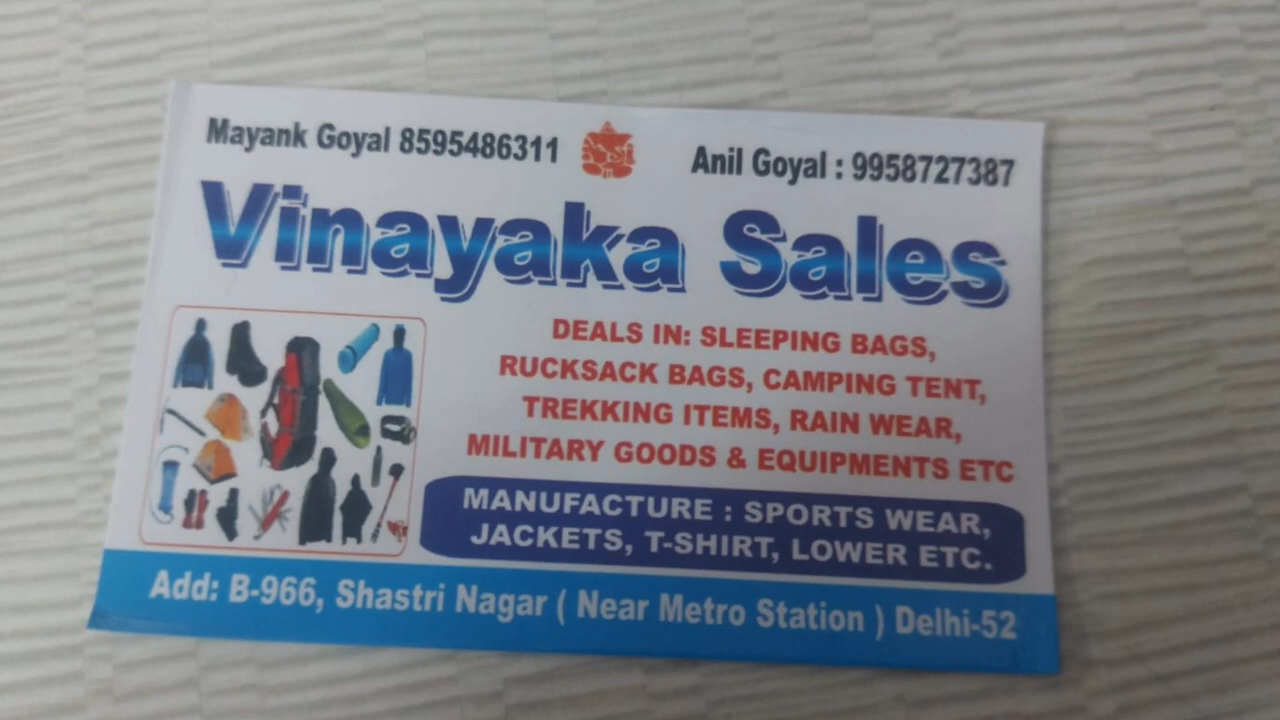 Mayank Goyal 8595486311
Anil Goyal : 9958727387
Vinayaka Sales
DEALS IN: SLEEPING BAGS,
RUCKSACK BAGS, CAMPING TENT,
TREKKING ITEMS, RAIN WEAR,
MILITARY GOODS & EQUIPMENTS ETC
MANUFACTURE : SPORTS WEAR,
JACKETS, T-SHIRT, LOWER ETC.
Add: B-966, Shastri Nagar ( Near Metro Station ) Delhi-52